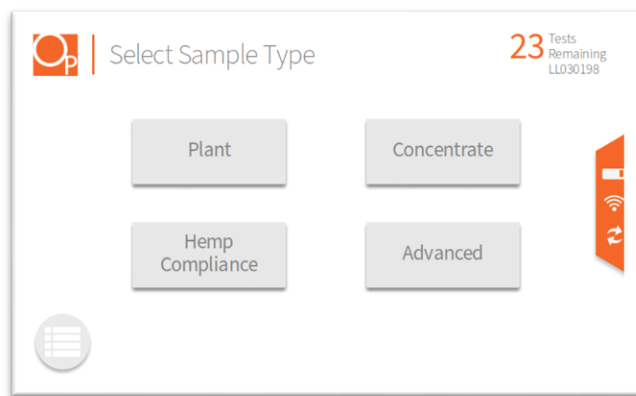 OP
Select Sample Type
23 Tests
Remaining
LL030198
Plant
Concentrate
Hemp
Compliance
Advanced